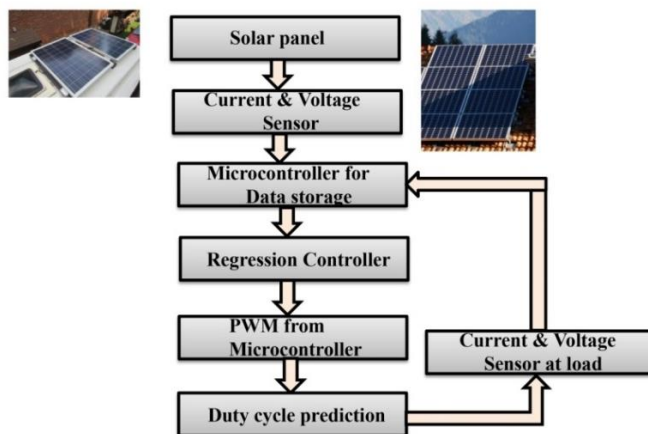 Solar panel
Current & Voltage
Sensor
Microcontroller for
Data storage
Regression Controller
PWM from
Microcontroller
Duty cycle prediction
Current & Voltage
Sensor at load